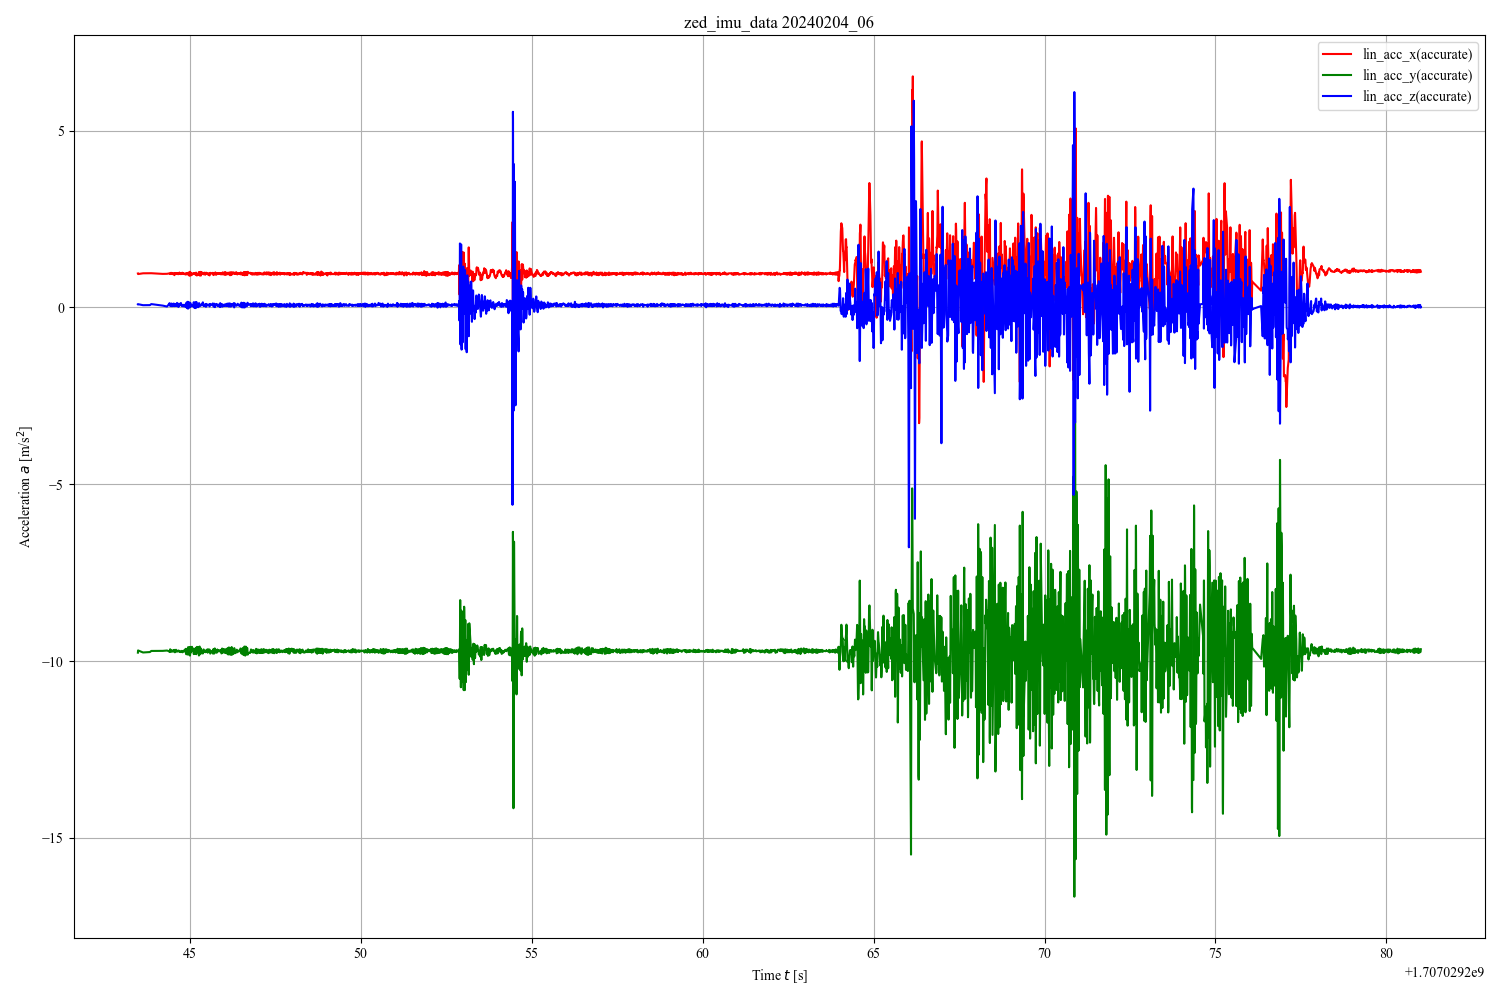 zed_imu_data 20240204_06
lin_acc_x(accurate)
lin_acc_y(accurate)
lin_acc_z(accurate)
5
0
−5
−10
−15
Acceleration a [m/s²]
45 50 55 60 65 70 75 80
+1.7070292e9
Time t [s]